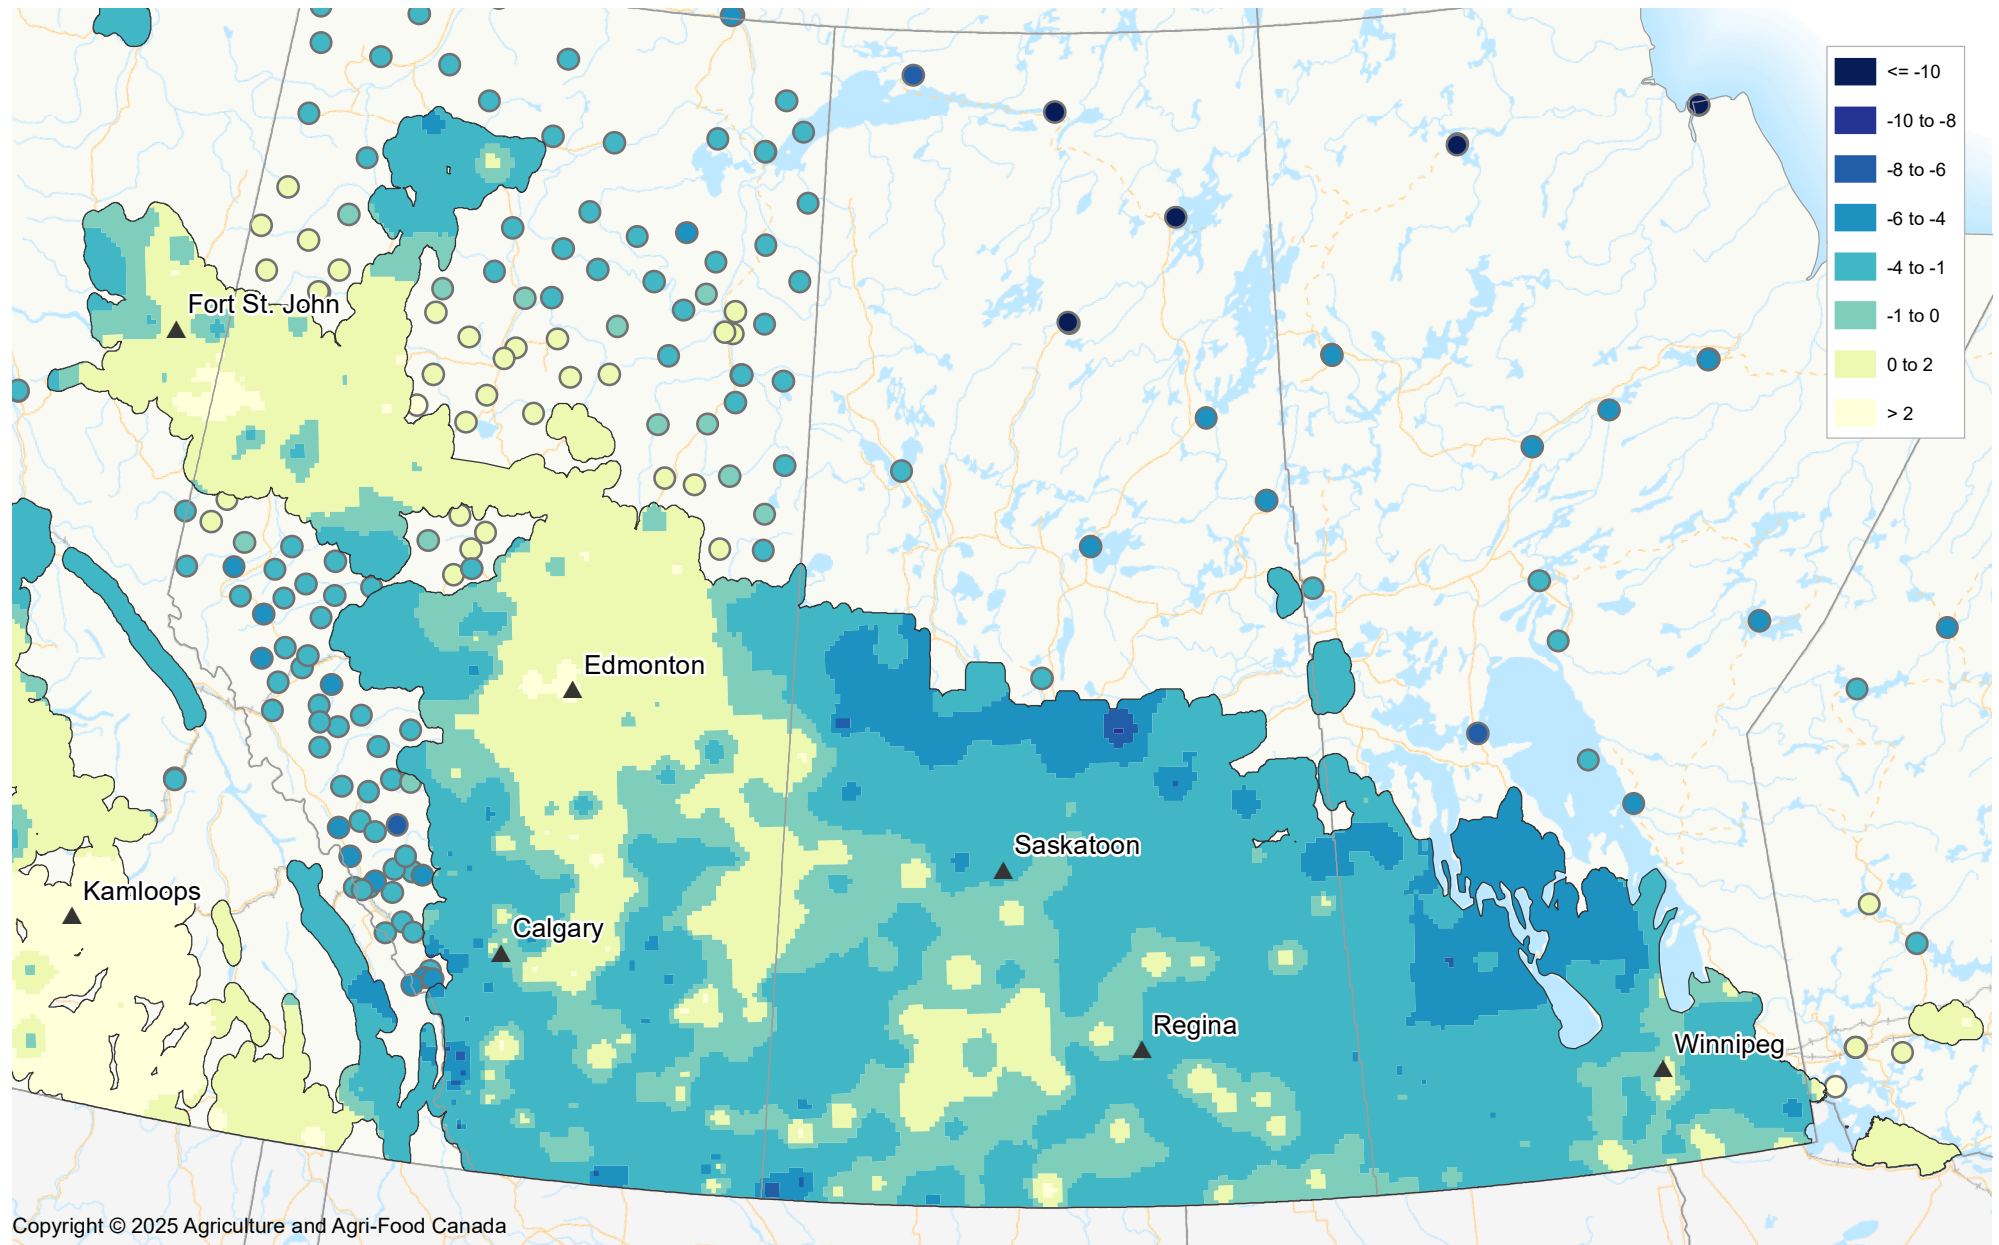 <= -10
-10 to -8
-8 to -6
-6 to -4
-4 to -1
-1 to 0
0 to 2
> 2
Fort St. John
Edmonton
Saskatoon
Kamloops
Calgary
Regina
Winnipeg
Copyright © 2025 Agriculture and Agri-Food Canada